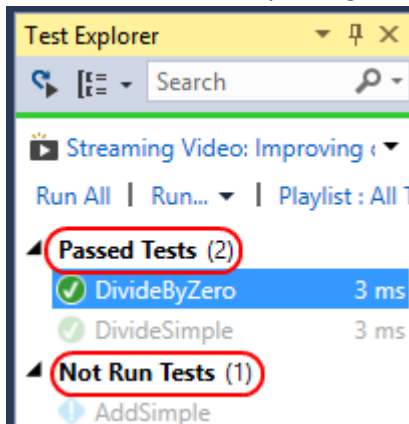 Test Explorer
Search
Streaming Video: Improving
Run All | Run... | Playlist : All
Passed Tests (2)
DivideByZero 3 ms
DivideSimple 3 ms
Not Run Tests (1)
AddSimple